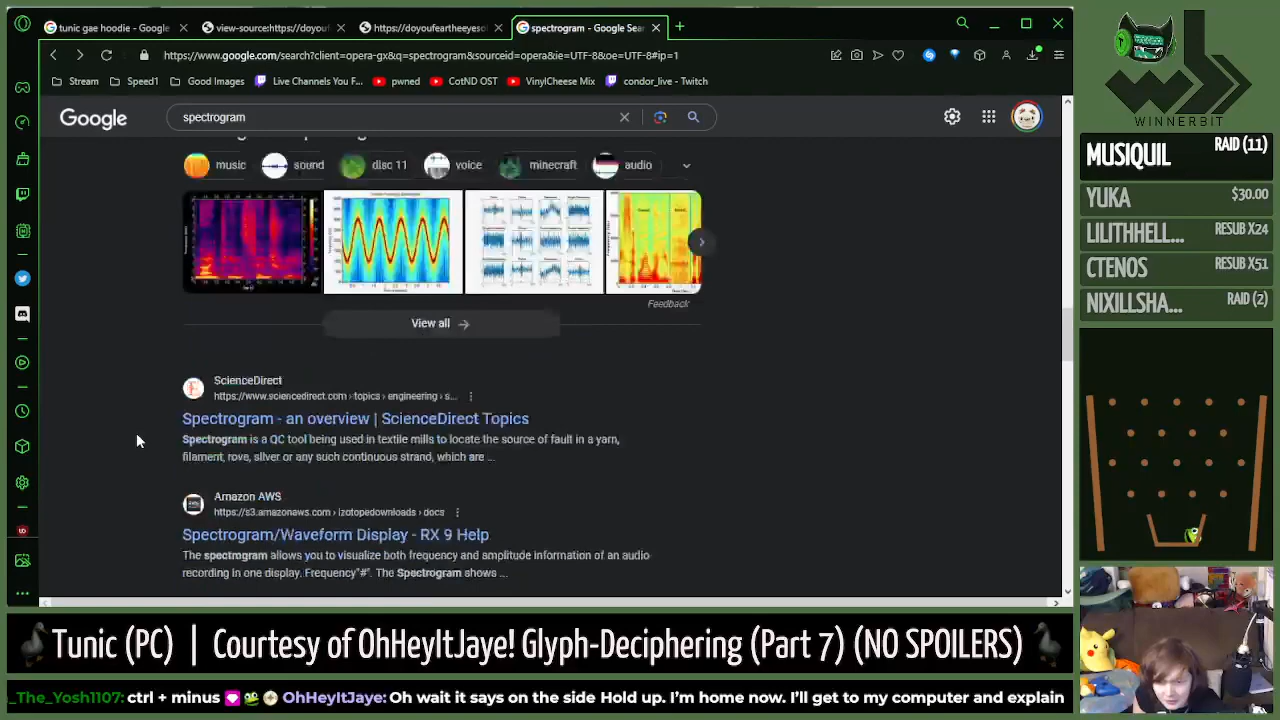 tunic gae hoodie - Google
view-source:https://doyouf
https://doyoufeartheeyeso
spectrogram - Google Sea
https://www.google.com/search?client=opera-gx&q=spectrogram&sourceid=opera&ie=UTF-8&oe=UTF-8#ip=1
Stream
Speed1
Good Images
Live Channels You F...
pwned
CotND OST
VinylCheese Mix
condor_live - Twitch
WINNERBIT
Google
spectrogram
MUSIQUIL RAID (11)
YUKA $30.00
LILITHHELL... RESUB X24
CTENOS RESUB X51
NIXILLSHA... RAID (2)
music
sound
disc 11
voice
minecraft
audio
Feedback
View all
ScienceDirect
https://www.sciencedirect.com › topics › engineering › s...
Spectrogram - an overview | ScienceDirect Topics
Spectrogram is a QC tool being used in textile mills to locate the source of fault in a yarn,
filament, rove, silver or any such continuous strand, which are ...
Amazon AWS
https://s3.amazonaws.com › izotopedownloads › docs
Spectrogram/Waveform Display - RX 9 Help
The spectrogram allows you to visualize both frequency and amplitude information of an audio
recording in one display. Frequency"#". The Spectrogram shows ...
Tunic (PC) | Courtesy of OhHeyItJaye! Glyph-Deciphering (Part 7) (NO SPOILERS)
_The_Yosh1107: ctrl + minus OhHeyItJaye: Oh wait it says on the side Hold up. I'm home now. I'll get to my computer and explain